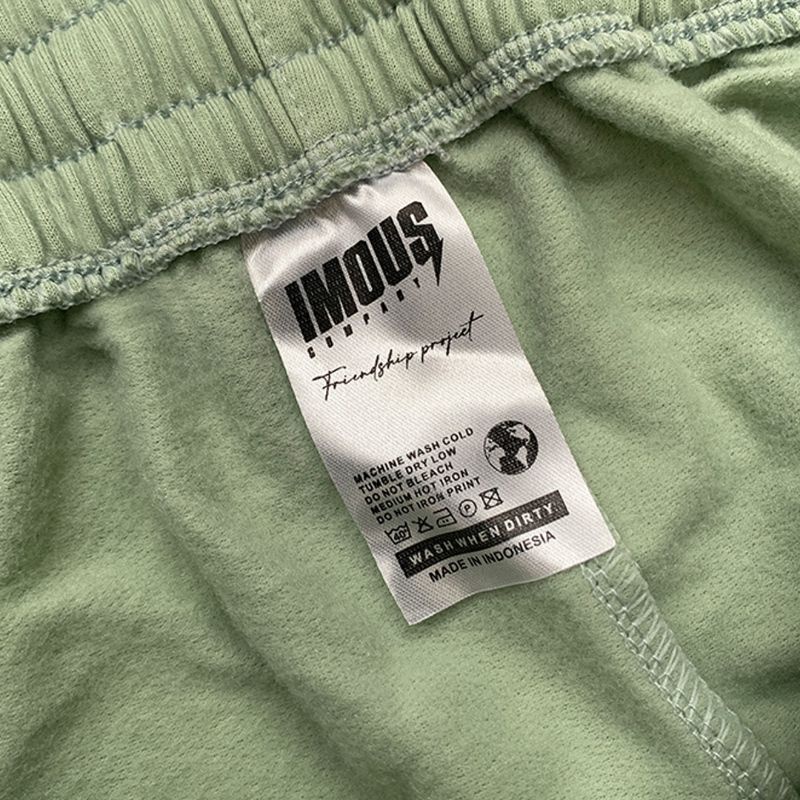 IMOUS
COMPANY
Friendship project
MACHINE WASH COLD
TUMBLE DRY LOW
DO NOT BLEACH
MEDIUM HOT IRON
DO NOT IRON PRINT
40° P
WASH WHEN DIRTY
MADE IN INDONESIA